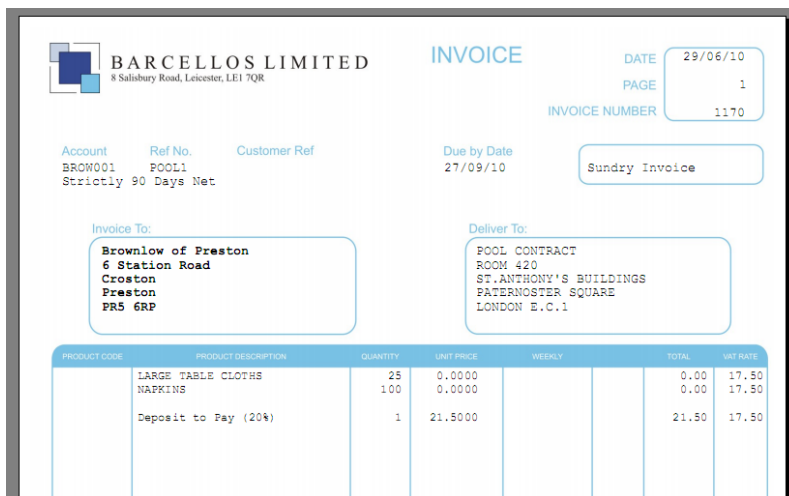 BARCELLOS LIMITED
8 Salisbury Road, Leicester, LE1 7QR
INVOICE
DATE 29/06/10
PAGE 1
INVOICE NUMBER 1170
Account Ref No. Customer Ref Due by Date
BROW001 POOL1 27/09/10 Sundry Invoice
Strictly 90 Days Net
Invoice To:
Brownlow of Preston
6 Station Road
Croston
Preston
PR5 6RP
Deliver To:
POOL CONTRACT
ROOM 420
ST.ANTHONY'S BUILDINGS
PATERNOSTER SQUARE
LONDON E.C.1
PRODUCT CODE PRODUCT DESCRIPTION QUANTITY UNIT PRICE WEEKLY TOTAL VAT RATE
LARGE TABLE CLOTHS 25 0.0000 0.00 17.50
NAPKINS 100 0.0000 0.00 17.50
Deposit to Pay (20%) 1 21.5000 21.50 17.50